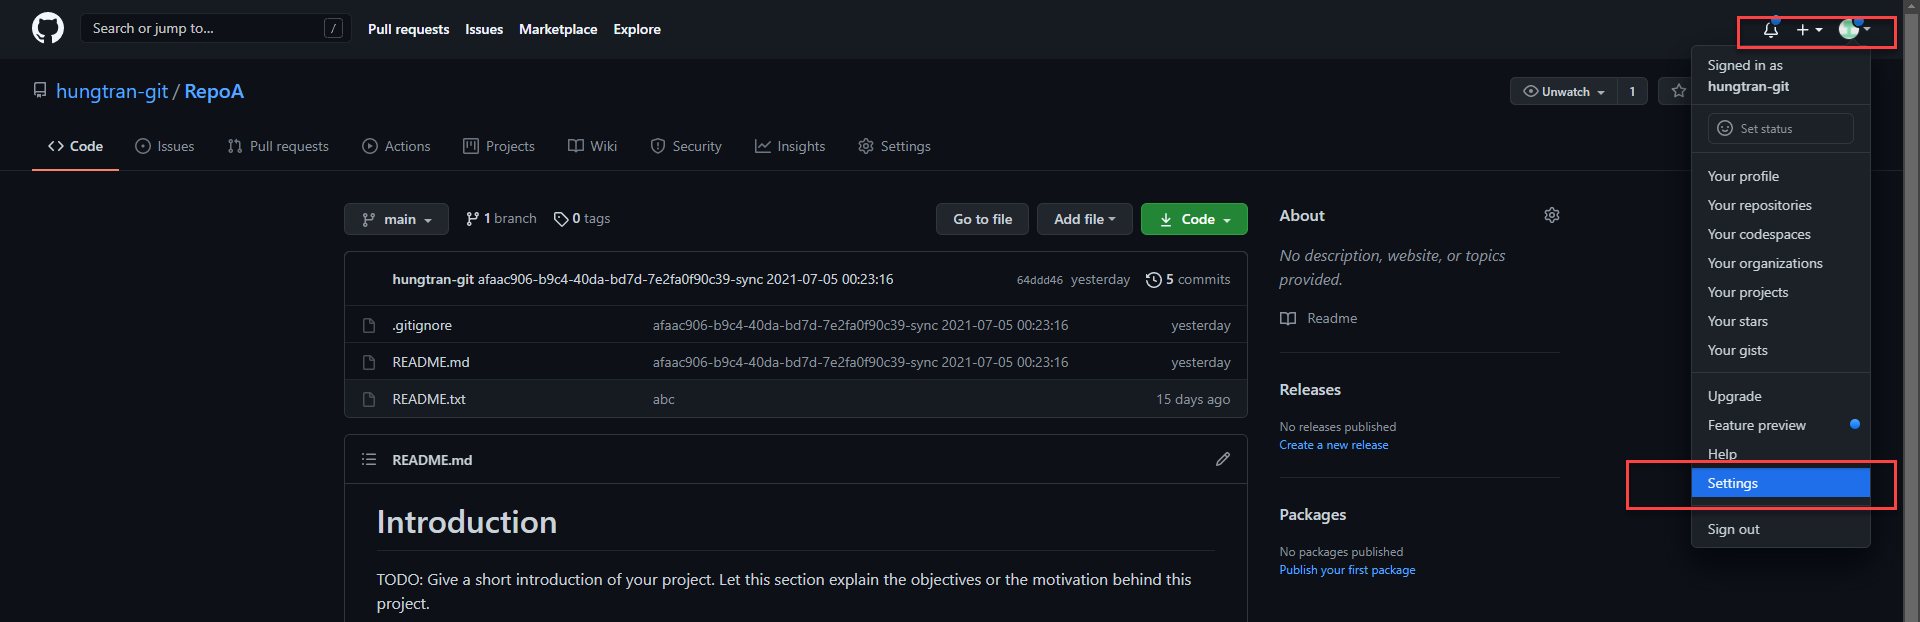 Search or jump to... /
Pull requests Issues Marketplace Explore
hungtran-git / RepoA
Unwatch 1
Code Issues Pull requests Actions Projects Wiki Security Insights Settings
main 1 branch 0 tags
Go to file Add file Code
hungtran-git afaac906-b9c4-40da-bd7d-7e2fa0f90c39-sync 2021-07-05 00:23:16 64ddd46 yesterday 5 commits
.gitignore afaac906-b9c4-40da-bd7d-7e2fa0f90c39-sync 2021-07-05 00:23:16 yesterday
README.md afaac906-b9c4-40da-bd7d-7e2fa0f90c39-sync 2021-07-05 00:23:16 yesterday
README.txt abc 15 days ago
README.md
Introduction
TODO: Give a short introduction of your project. Let this section explain the objectives or the motivation behind this
project.
About
No description, website, or topics
provided.
Readme
Releases
No releases published
Create a new release
Packages
No packages published
Publish your first package
Signed in as
hungtran-git
Set status
Your profile
Your repositories
Your codespaces
Your organizations
Your projects
Your stars
Your gists
Upgrade
Feature preview
Help
Settings
Sign out